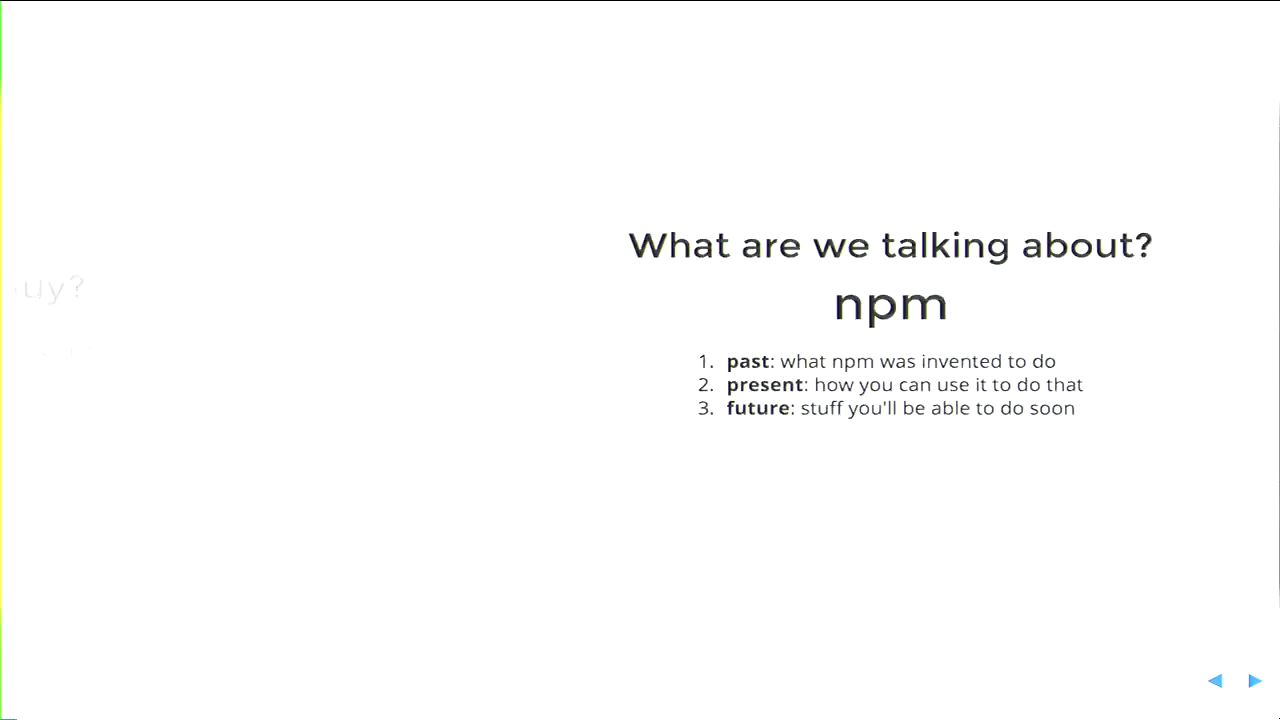 What are we talking about?
npm
1. past: what npm was invented to do
2. present: how you can use it to do that
3. future: stuff you'll be able to do soon